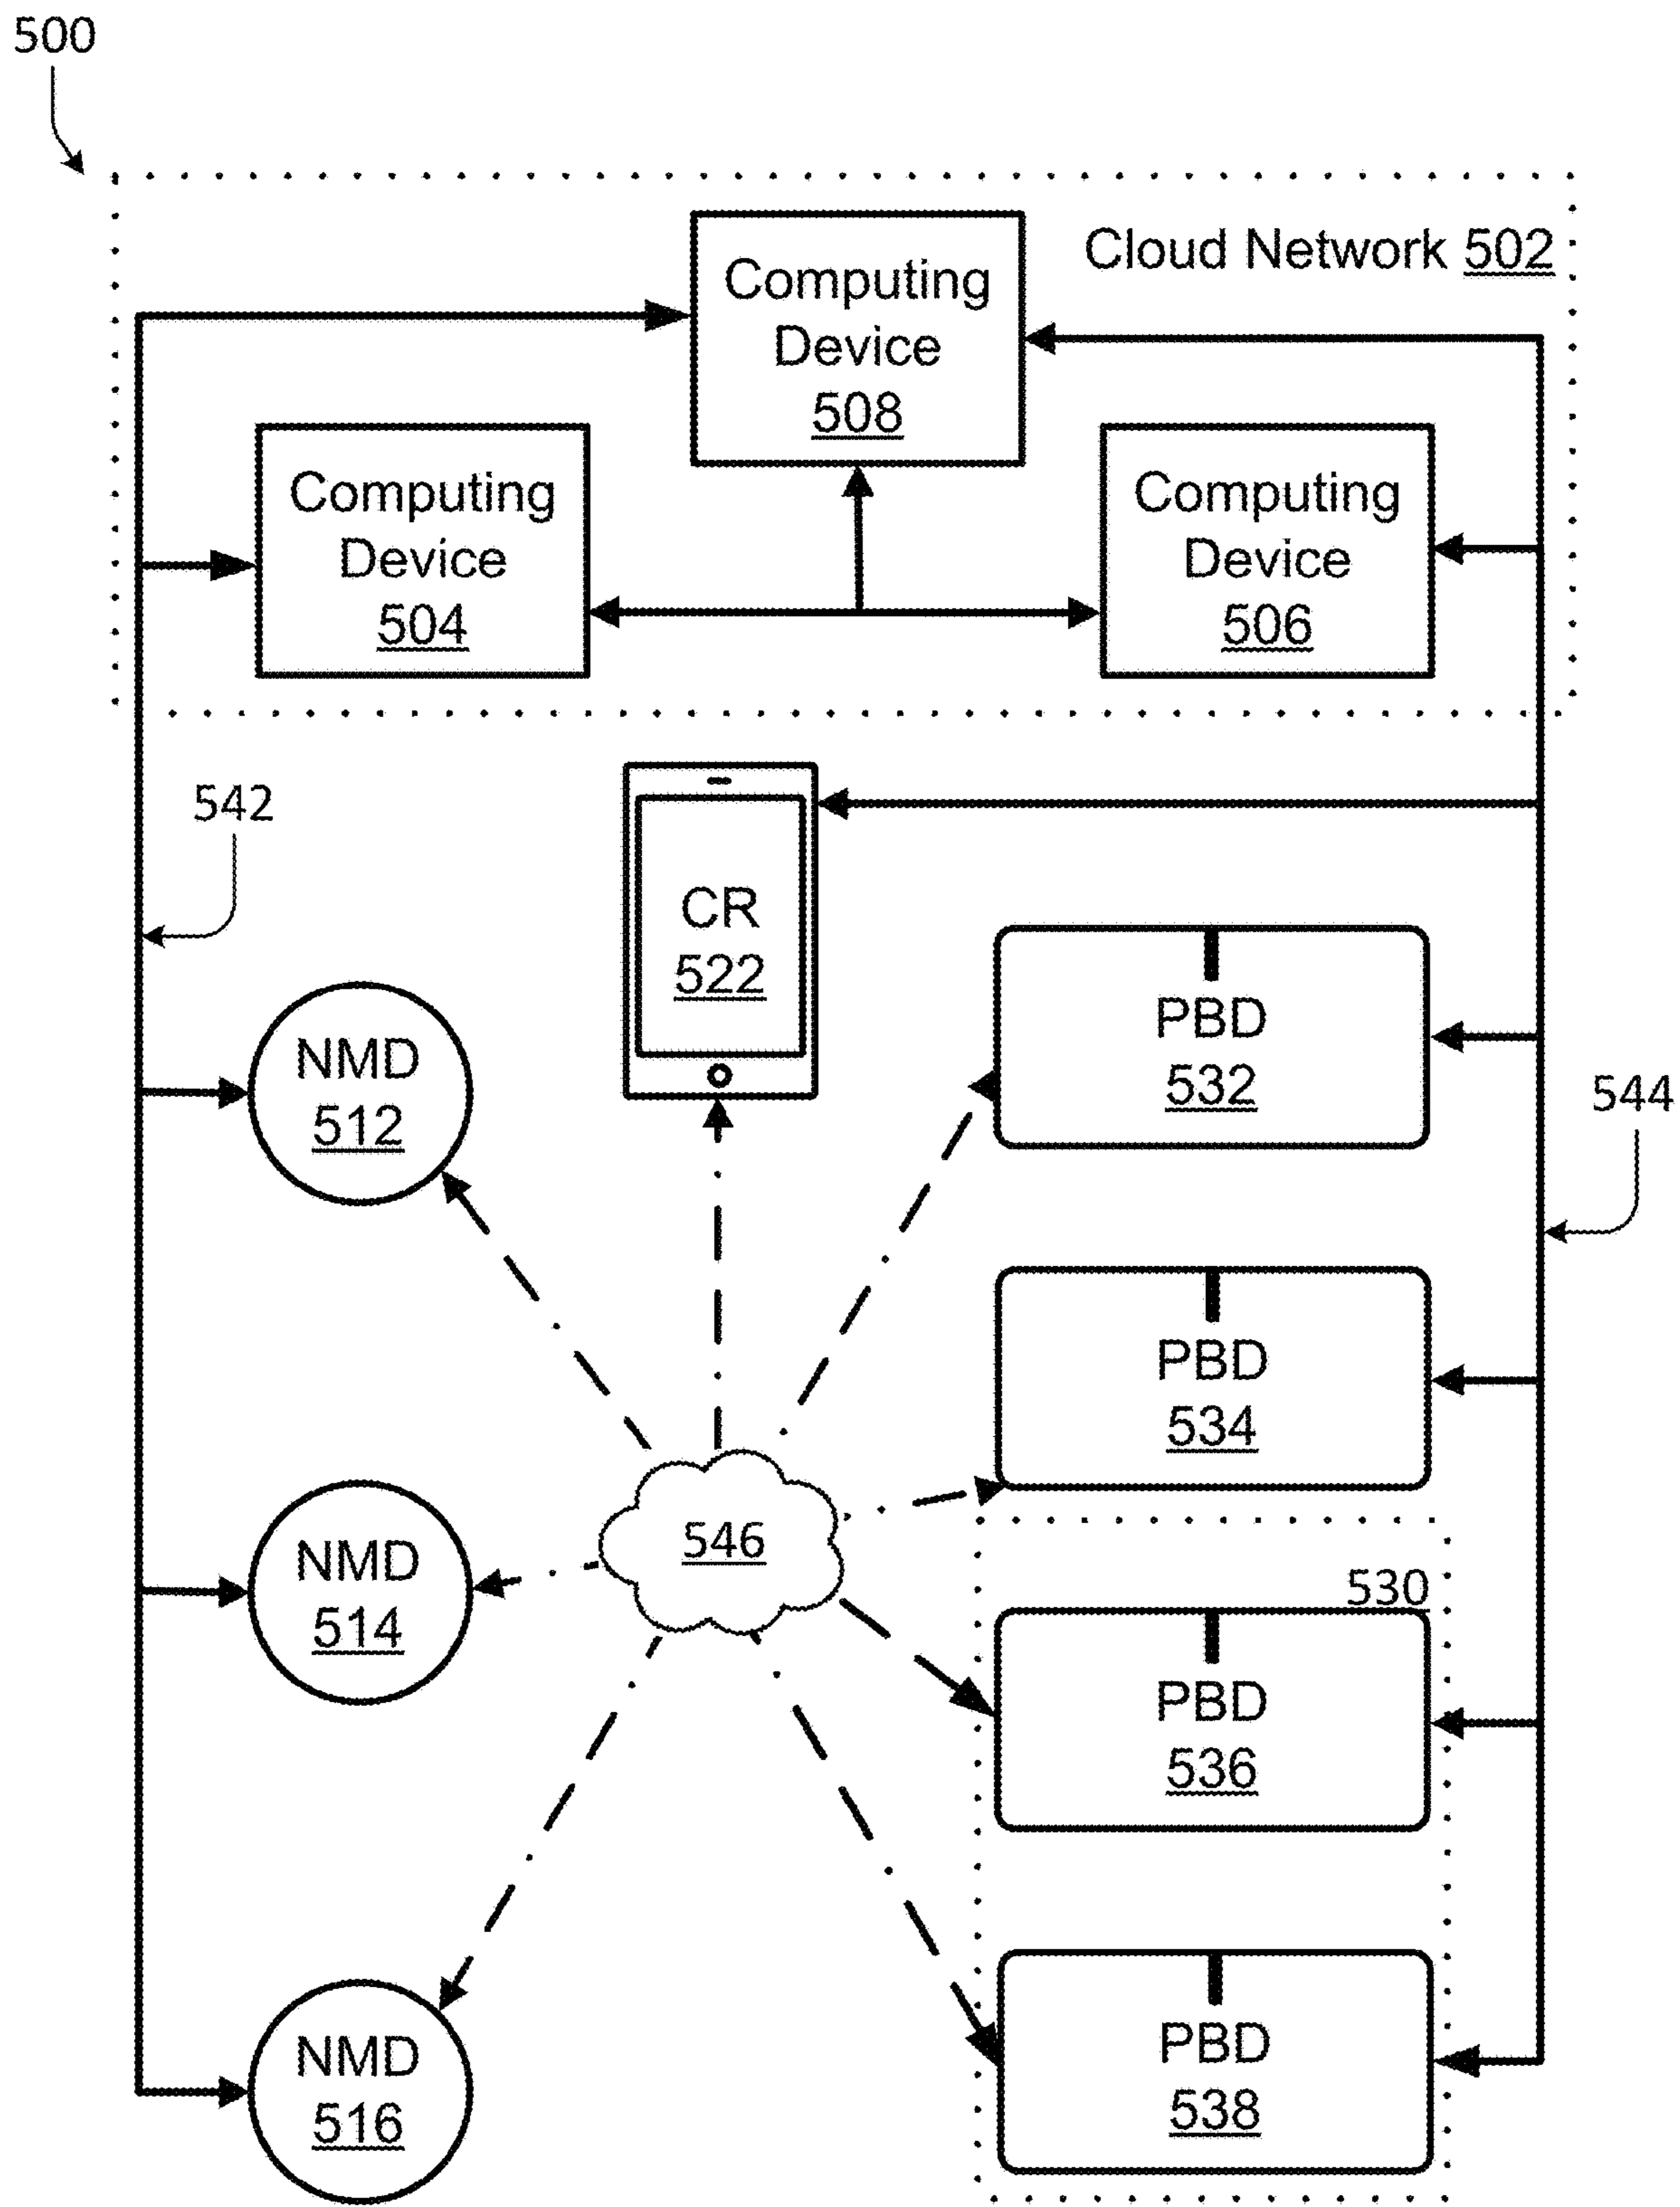 500
Cloud Network 502
Computing
Device
508
Computing
Device
504
Computing
Device
506
542
CR
522
NMD
512
PBD
532
544
PBD
534
546
NMD
514
530
PBD
536
NMD
516
PBD
538